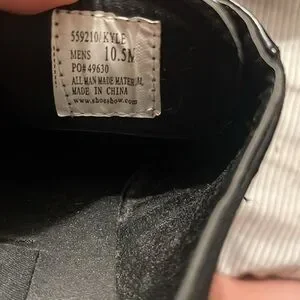 559210/KYLE
MENS 10.5M
PO# 49630
ALL MAN MADE MATERIAL
MADE IN CHINA
www.shoeshow.com